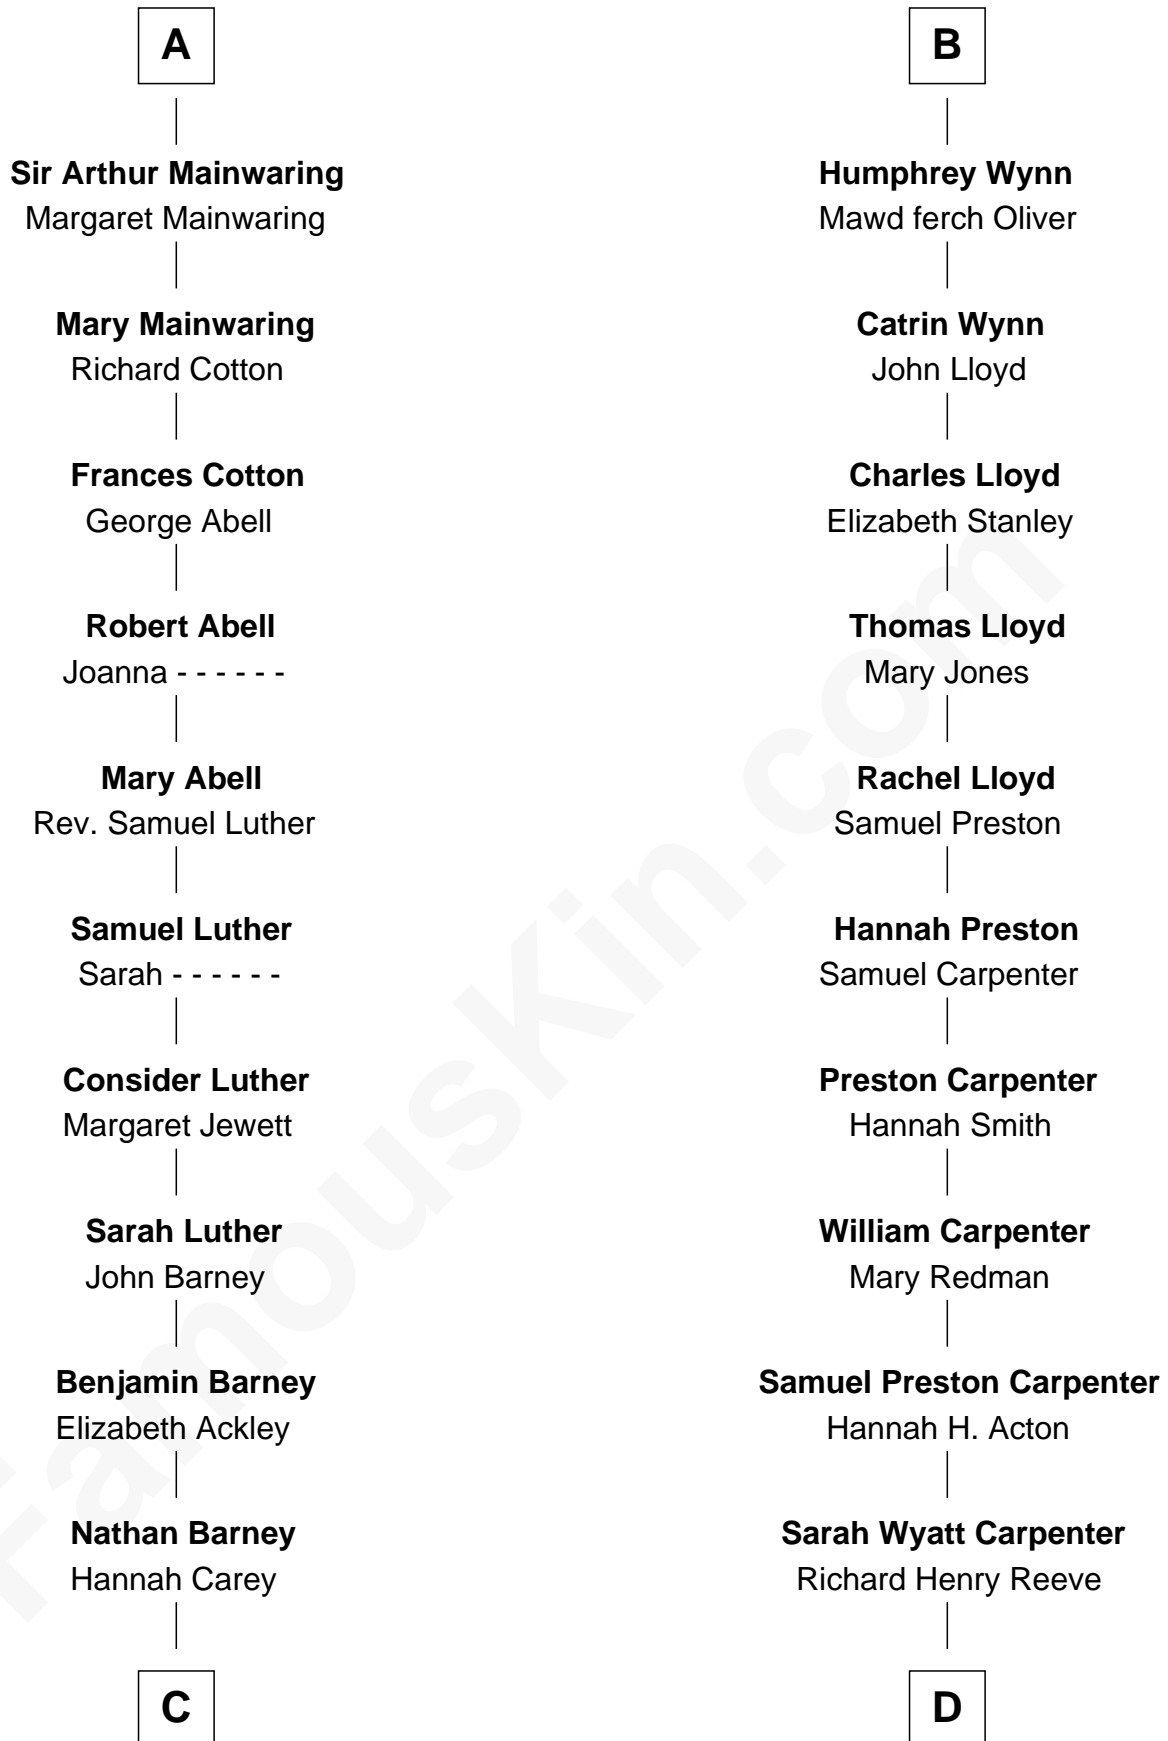 A
Sir Arthur Mainwaring
Margaret Mainwaring
Mary Mainwaring
Richard Cotton
Frances Cotton
George Abell
Robert Abell
Joanna - - - - - -
Mary Abell
Rev. Samuel Luther
Samuel Luther
Sarah - - - - - -
Consider Luther
Margaret Jewett
Sarah Luther
John Barney
Benjamin Barney
Elizabeth Ackley
Nathan Barney
Hannah Carey
C
B
Humphrey Wynn
Mawd ferch Oliver
Catrin Wynn
John Lloyd
Charles Lloyd
Elizabeth Stanley
Thomas Lloyd
Mary Jones
Rachel Lloyd
Samuel Preston
Hannah Preston
Samuel Carpenter
Preston Carpenter
Hannah Smith
William Carpenter
Mary Redman
Samuel Preston Carpenter
Hannah H. Acton
Sarah Wyatt Carpenter
Richard Henry Reeve
D
FamousKin.com